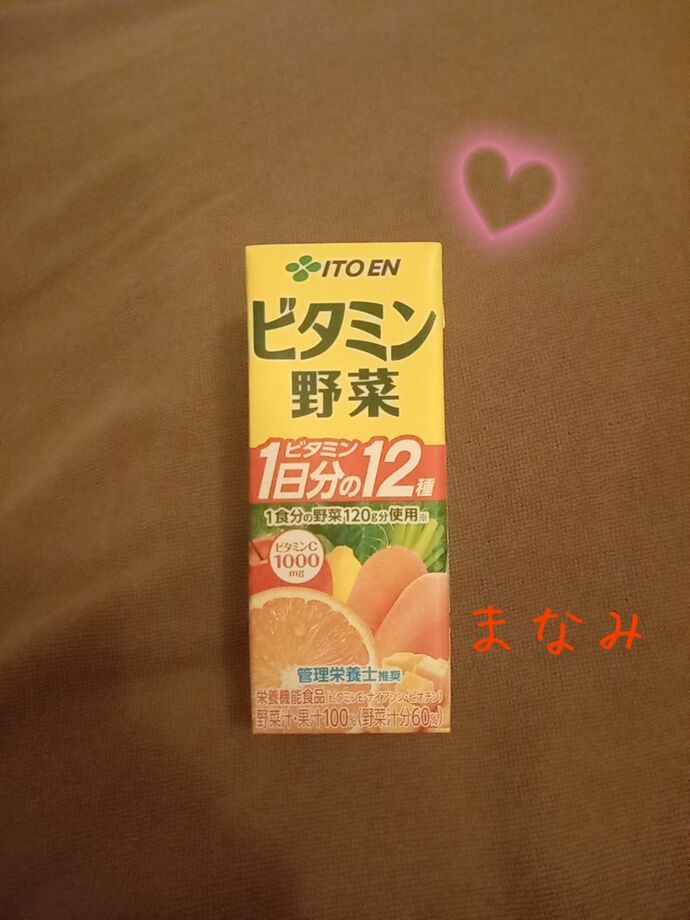 ITO EN
ビタミン
野菜
ビタミン
1日分の12種
1食分の野菜120g分使用※
ビタミンC
1000
mg
まなみ
管理栄養士推奨
栄養機能食品(ビタミンE・ナイアシン・ビオチン)
野菜汁・果汁100%(野菜汁分60%)